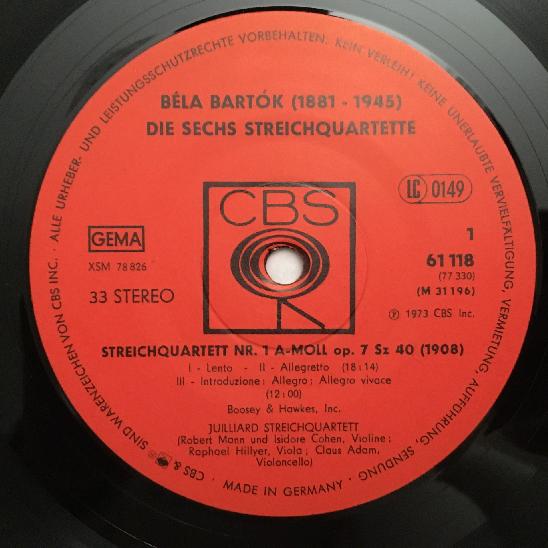 ALLE URHEBER- UND LEISTUNGSSCHUTZRECHTE VORBEHALTEN. KEIN VERLEIH! KEINE UNERLAUBTE VERVIELFÄLTIGUNG, VERMIETUNG, AUFFÜHRUNG, SENDUNG
BÉLA BARTÓK (1881 - 1945)
DIE SECHS STREICHQUARTETTE
CBS
LC 0149
GEMA
1
XSM 78 826
61 118
(77 330)
33 STEREO
(M 31 196)
℗ 1973 CBS Inc.
STREICHQUARTETT NR. 1 A-MOLL op. 7 Sz 40 (1908)
I - Lento - II - Allegretto (18:14)
III - Introduzione: Allegro; Allegro vivace
(12:00)
Boosey & Hawkes, Inc.
JUILLIARD STREICHQUARTETT
(Robert Mann und Isidore Cohen, Violine;
Raphael Hillyer, Viola; Claus Adam,
Violoncello)
CBS & SIND WARENZEICHEN VON CBS INC. ·
· MADE IN GERMANY ·